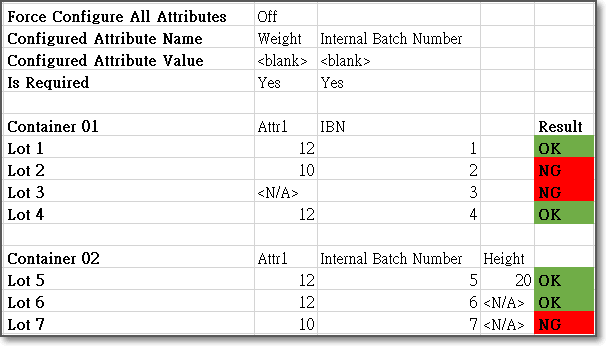 Force Configure All Attributes Off
Configured Attribute Name Weight Internal Batch Number
Configured Attribute Value <blank> <blank>
Is Required Yes Yes
Container 01 Attr1 IBN Result
Lot 1 12 1 OK
Lot 2 10 2 NG
Lot 3 <N/A> 3 NG
Lot 4 12 4 OK
Container 02 Attr1 Internal Batch Number Height
Lot 5 12 5 20 OK
Lot 6 12 6 <N/A> OK
Lot 7 10 7 <N/A> NG